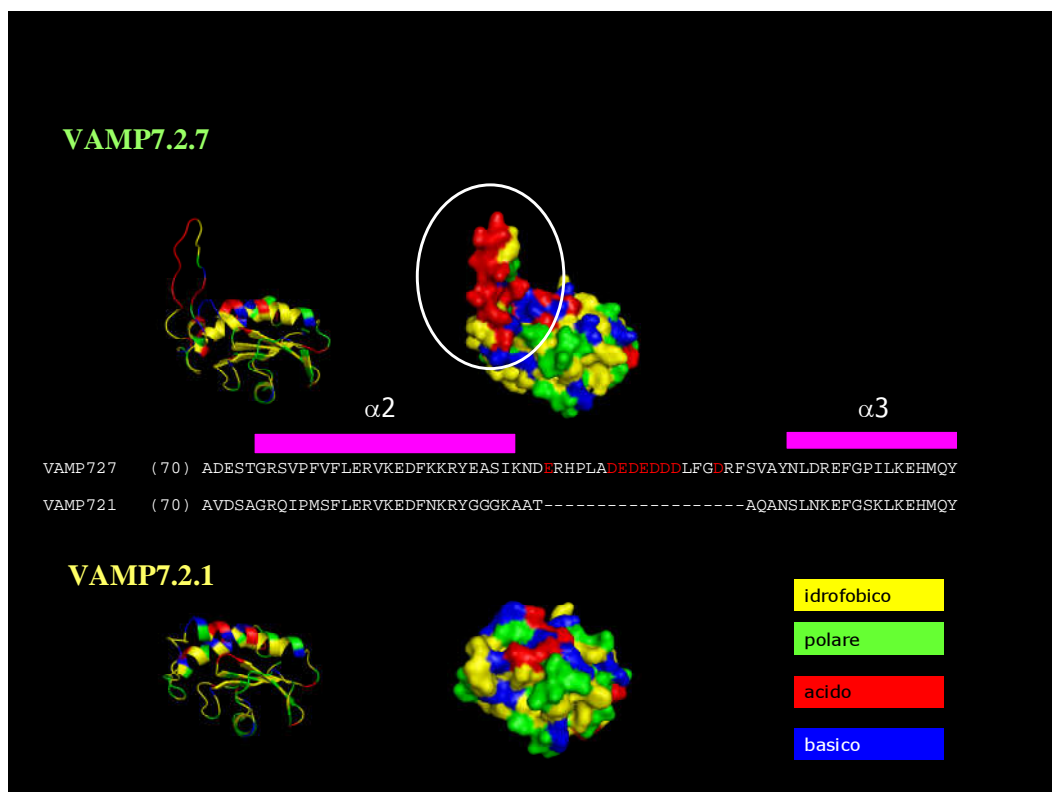 VAMP7.2.7
α2 α3
VAMP727 (70) ADESTGRSVPFVFLERVKEDFKKRYEASIKNDERHPLADEDEDDDLFGDRFSVAYNLDREFGPILKEHMQY
VAMP721 (70) AVDSAGRQIPMSFLERVKEDFNKRYGGGKAAT-------------------AQANSLNKEFGSKLKEHMQY
VAMP7.2.1
idrofobico
polare
acido
basico